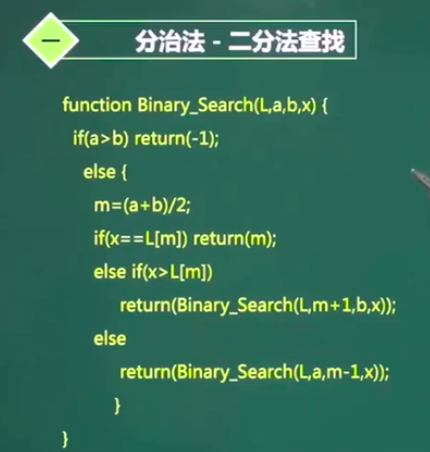 一
分治法 - 二分法查找
function Binary_Search(L,a,b,x) {
if(a>b) return(-1);
else {
m=(a+b)/2;
if(x==L[m]) return(m);
else if(x>L[m])
return(Binary_Search(L,m+1,b,x));
else
return(Binary_Search(L,a,m-1,x));
}
}